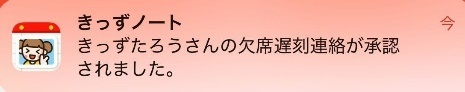 きっずノート
今
きっずたろうさんの欠席遅刻連絡が承認
されました。